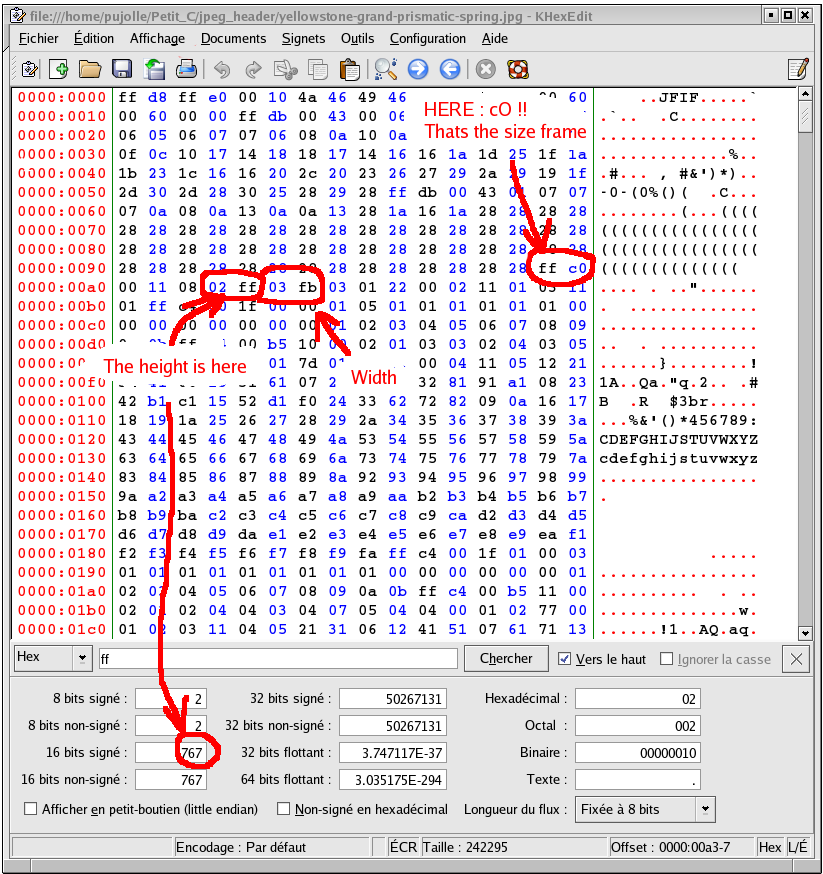 file:///home/pujolle/Petit_C/jpeg_header/yellowstone-grand-prismatic-spring.jpg - KHexEdit
Fichier Édition Affichage Documents Signets Outils Configuration Aide
0000:0000 ff d8 ff e0 00 10 4a 46 49 46 60 ..JFIF.....`
HERE : cO !!
0000:0010 00 60 00 00 ff db 00 43 00 06 .`.. .C...
Thats the size frame
0000:0020 06 05 06 07 07 06 08 0a 10 0a
0000:0030 0f 0c 10 17 14 18 18 17 14 16 16 1a 1d 25 1f 1a .............%..
0000:0040 1b 23 1c 16 16 20 2c 20 23 26 27 29 2a 29 19 1f .#... , #&')*)..
0000:0050 2d 30 2d 28 30 25 28 29 28 ff db 00 43 07 07 -0-(0%()( .C...
0000:0060 07 0a 08 0a 13 0a 0a 13 28 1a 16 1a 28 28 28 28 ........(...((((
0000:0070 28 28 28 28 28 28 28 28 28 28 28 28 28 28 28 ((((((((((((((((
0000:0080 28 28 28 28 28 28 28 28 28 28 28 28 28 28 ((((((((((((((((
0000:0090 28 28 28 28 28 28 28 28 28 28 28 28 ff c0 ((((((((((((((
0000:00a0 00 11 08 02 ff 03 fb 03 01 22 00 02 11 01 03 11
0000:00b0 01 ff 1f 00 00 01 05 01 01 01 01 01 00
0000:00c0 00 00 00 00 00 00 01 02 03 04 05 06 07 08 09
0000:00d0 ff 00 b5 10 00 02 01 03 03 02 04 03 05
The height is here
01 7d 01 00 04 11 05 12 21 ......}........!
Width
00f0 61 07 32 81 91 a1 08 23 1A..Qa."q.2.. .#
0000:0100 42 b1 c1 15 52 d1 f0 24 33 62 72 82 09 0a 16 17 B .R $3br.....
0000:0110 18 19 1a 25 26 27 28 29 2a 34 35 36 37 38 39 3a ...%&'()*456789:
0000:0120 43 44 45 46 47 48 49 4a 53 54 55 56 57 58 59 5a CDEFGHIJSTUVWXYZ
0000:0130 63 64 65 66 67 68 69 6a 73 74 75 76 77 78 79 7a cdefghijstuvwxyz
0000:0140 83 84 85 86 87 88 89 8a 92 93 94 95 96 97 98 99 ................
0000:0150 9a a2 a3 a4 a5 a6 a7 a8 a9 aa b2 b3 b4 b5 b6 b7 .
0000:0160 b8 b9 ba c2 c3 c4 c5 c6 c7 c8 c9 ca d2 d3 d4 d5
0000:0170 d6 d7 d8 d9 da e1 e2 e3 e4 e5 e6 e7 e8 e9 ea f1
0000:0180 f2 f3 f4 f5 f6 f7 f8 f9 fa ff c4 00 1f 01 00 03 .....
0000:0190 01 01 01 01 01 01 01 01 01 00 00 00 00 00 00 01 ................
0000:01a0 02 03 04 05 06 07 08 09 0a 0b ff c4 00 b5 11 00
0000:01b0 02 01 02 04 04 03 04 07 05 04 04 00 01 02 77 00 ..............w.
0000:01c0 01 02 03 11 04 05 21 31 06 12 41 51 07 61 71 13 ......!1..AQ.aq.
Hex ff Chercher Vers le haut Ignorer la casse
8 bits signé : 2 32 bits signé : 50267131 Hexadécimal : 02
8 bits non-signé : 2 32 bits non-signé : 50267131 Octal : 002
16 bits signé : 767 32 bits flottant : 3.747117E-37 Binaire : 00000010
16 bits non-signé : 767 64 bits flottant : 3.035175E-294 Texte : .
Afficher en petit-boutien (little endian) Non-signé en hexadécimal Longueur du flux : Fixée à 8 bits
Encodage : Par défaut ÉCR Taille : 242295 Offset : 0000:00a3-7 Hex L/É